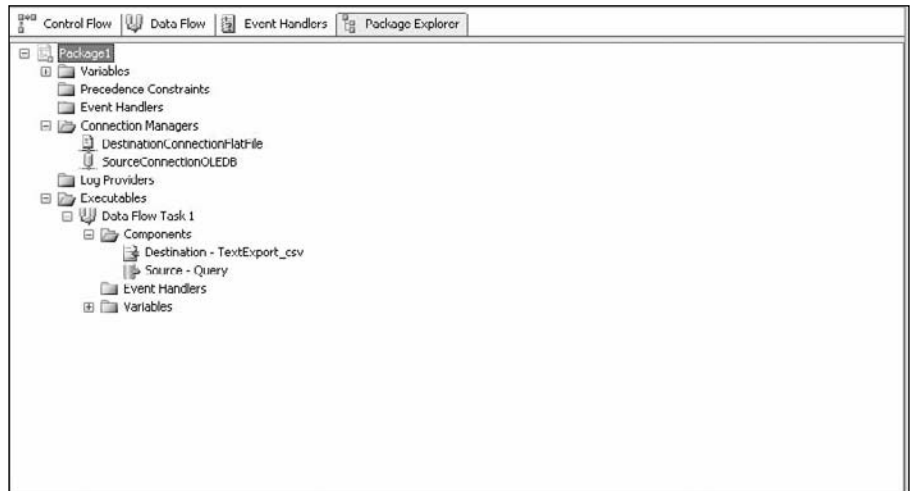 Control Flow Data Flow Event Handlers Package Explorer
Package1
Variables
Precedence Constraints
Event Handlers
Connection Managers
DestinationConnectionFlatFile
SourceConnectionOLEDB
Log Providers
Executables
Data Flow Task 1
Components
Destination - TextExport_csv
Source - Query
Event Handlers
Variables